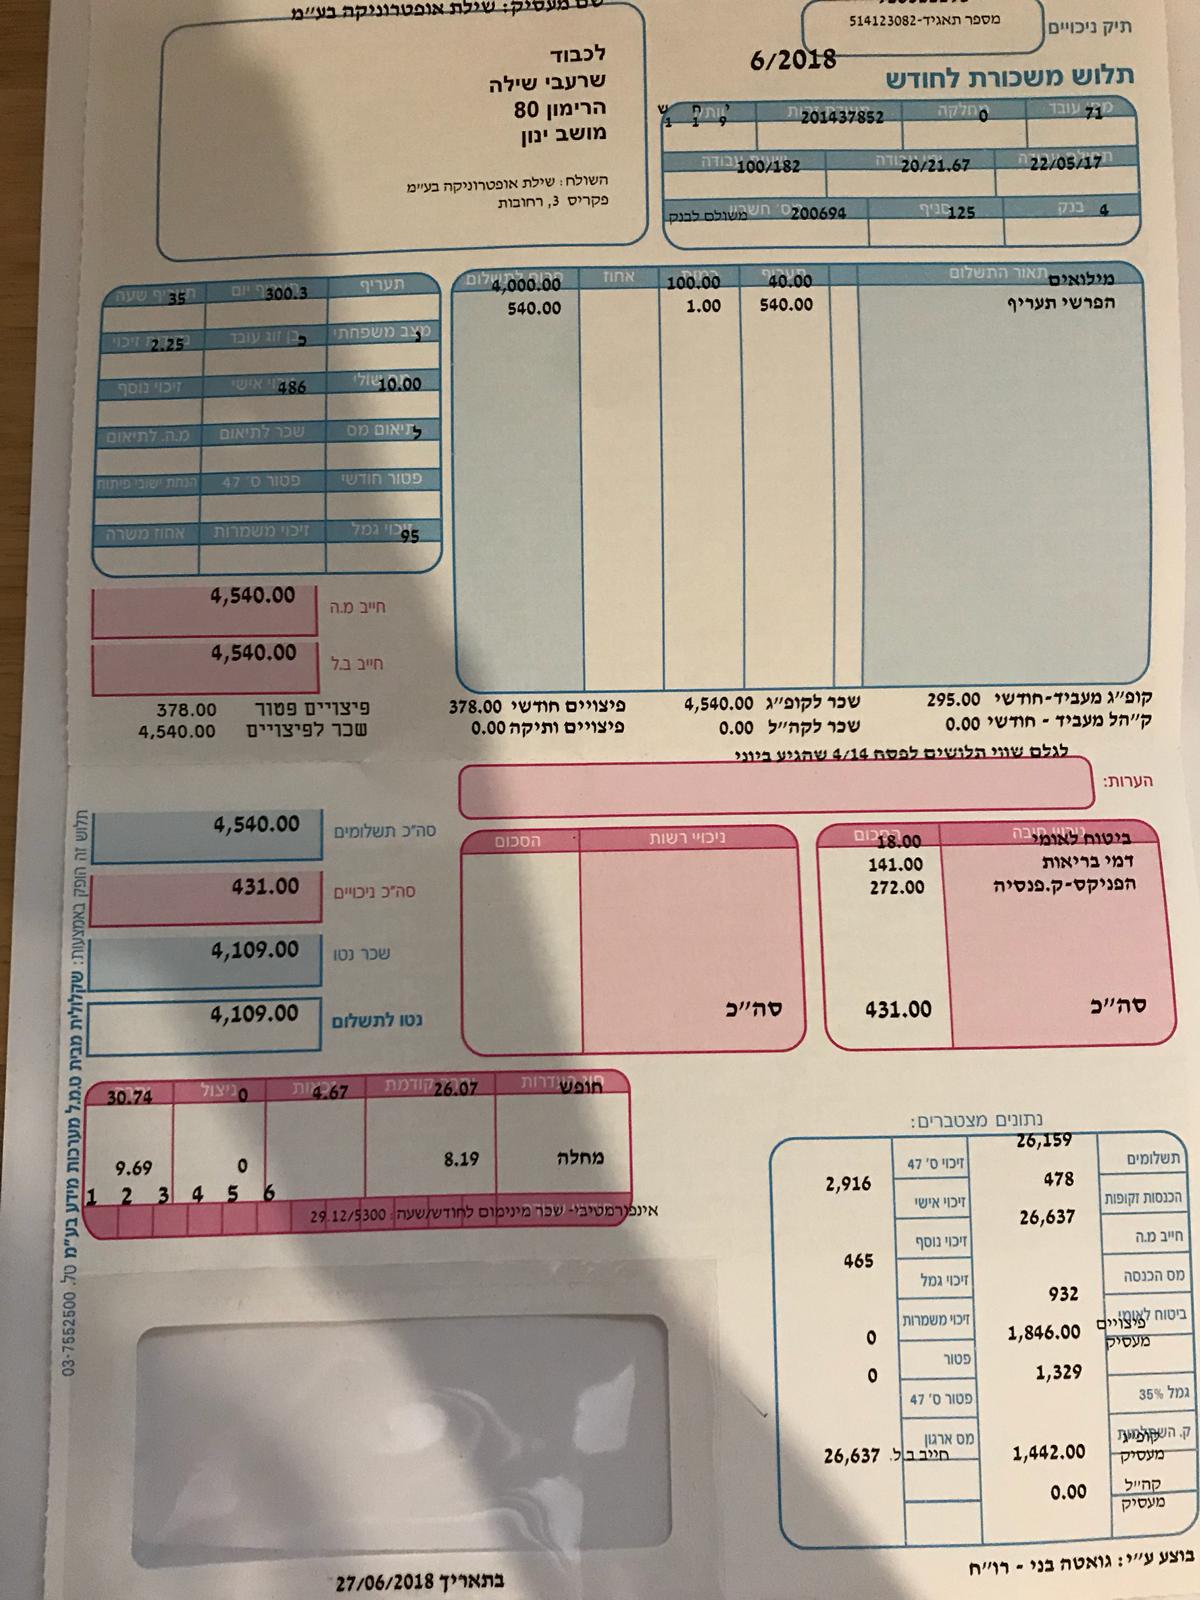 שם מעסיק: שילת אופטרוניקה בע"מ
תיק ניכויים
מספר תאגיד-514123082
6/2018
תלוש משכורת לחודש
לכבוד
שרעבי שילה
הרימון 80
מושב ינון
השולח: שילת אופטרוניקה בע"מ
פקריס 3, רחובות
מס' עובד מחלקה ותק י ח ש
71 0 201437852 9 1 1
22/05/17 20/21.67 100/182
בנק סניף מס' חשבון
4 125 200694 משולם לבנק
תאור התשלום תעריף כמות אחוז סכום לתשלום
מילואים 40.00 100.00 4,000.00
הפרשי תעריף 540.00 1.00 540.00
תעריף
300.3 35
מצב משפחתי בן זוג עובד
נ כ 2.25
זיכוי אישי זיכוי נוסף
10.00 486
תיאום מס שכר לתיאום מ.ה. לתיאום
ל
פטור חודשי פטור ס' 47 הנחת ישובי פיתוח
זיכוי גמל זיכוי משמרות אחוז משרה
95
חייב מ.ה 4,540.00
חייב ב.ל 4,540.00
קופ"ג מעביד-חודשי 295.00 שכר לקופ"ג 4,540.00 פיצויים חודשי 378.00 פיצויים פטור 378.00
ק"הל מעביד - חודשי 0.00 שכר לקה"ל 0.00 פיצויים ותיקה 0.00 שכר לפיצויים 4,540.00
לגלם שווי תלושים לפסח 4/14 שהגיע ביוני
הערות:
ניכויי חובה הסכום
ביטוח לאומי 18.00
דמי בריאות 141.00
הפניקס-ק.פנסיה 272.00
סה"כ 431.00
ניכויי רשות הסכום
סה"כ
סה"כ תשלומים 4,540.00
סה"כ ניכויים 431.00
שכר נטו 4,109.00
נטו לתשלום 4,109.00
תלוש זה הופק באמצעות: שקלולית מבית ט.מ.ל מערכות מידע בע"מ טל. 03-7552500
ניצול
חופש 26.07 4.67 0 30.74
מחלה 8.19 0 9.69
1 2 3 4 5 6
אינפורמטיבי- שכר מינימום לחודש/שעה: 29.12/5300
נתונים מצטברים:
תשלומים 26,159 זיכוי ס' 47
הכנסות זקופות 478 זיכוי אישי 2,916
חייב מ.ה 26,637 זיכוי נוסף
מס הכנסה זיכוי גמל 465
ביטוח לאומי 932 זיכוי משמרות
פיצויים מעסיק 1,846.00 פטור 0
גמל 35% 1,329 פטור ס' 47 0
ק. השתלמות מס ארגון
קופ"ג מעסיק 1,442.00 חייב ב.ל. 26,637
קה"ל מעסיק 0.00
בוצע ע"י: גואטה בני - רו"ח
בתאריך 27/06/2018